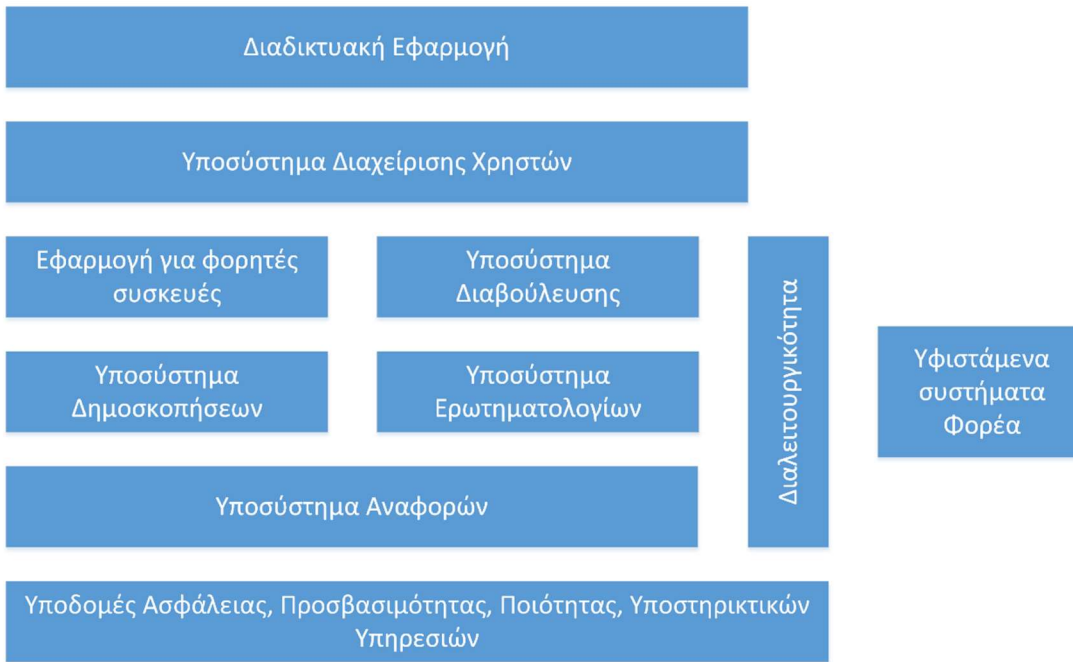 Διαδικτυακή Εφαρμογή
Υποσύστημα Διαχείρισης Χρηστών
Εφαρμογή για φορητές
συσκευές
Υποσύστημα
Διαβούλευσης
Υποσύστημα
Δημοσκοπήσεων
Υποσύστημα
Ερωτηματολογίων
Υποσύστημα Αναφορών
Διαλειτουργικότητα
Υφιστάμενα
συστήματα
Φορέα
Υποδομές Ασφάλειας, Προσβασιμότητας, Ποιότητας, Υποστηρικτικών
Υπηρεσιών